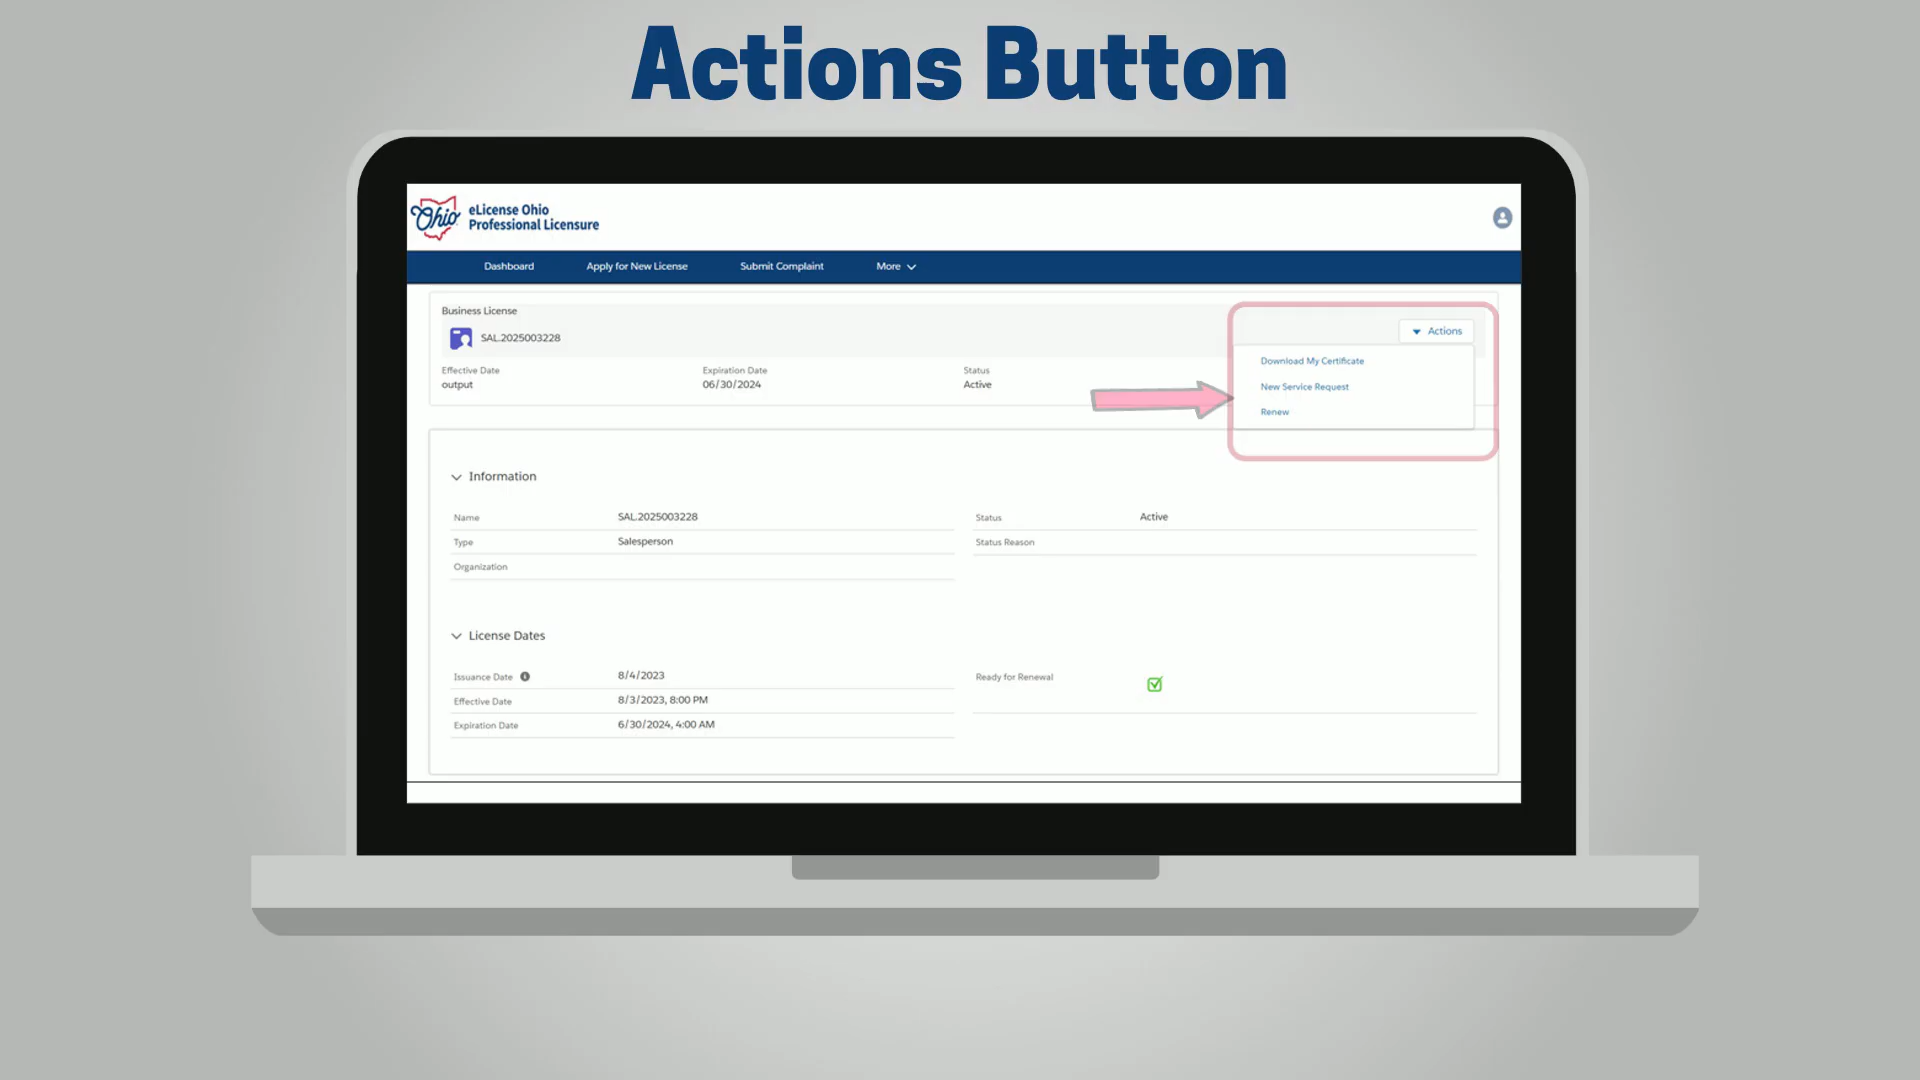 Actions Button
Ohio
eLicense Ohio
Professional Licensure
Dashboard Apply for New License Submit Complaint More
Business License
SAL.2025003228
Actions
Download My Certificate
New Service Request
Renew
Effective Date Expiration Date Status
output 06/30/2024 Active
Information
Name SAL.2025003228 Status Active
Type Salesperson Status Reason
Organization
License Dates
Issuance Date 8/4/2023 Ready for Renewal
Effective Date 8/3/2023, 8:00 PM
Expiration Date 6/30/2024, 4:00 AM